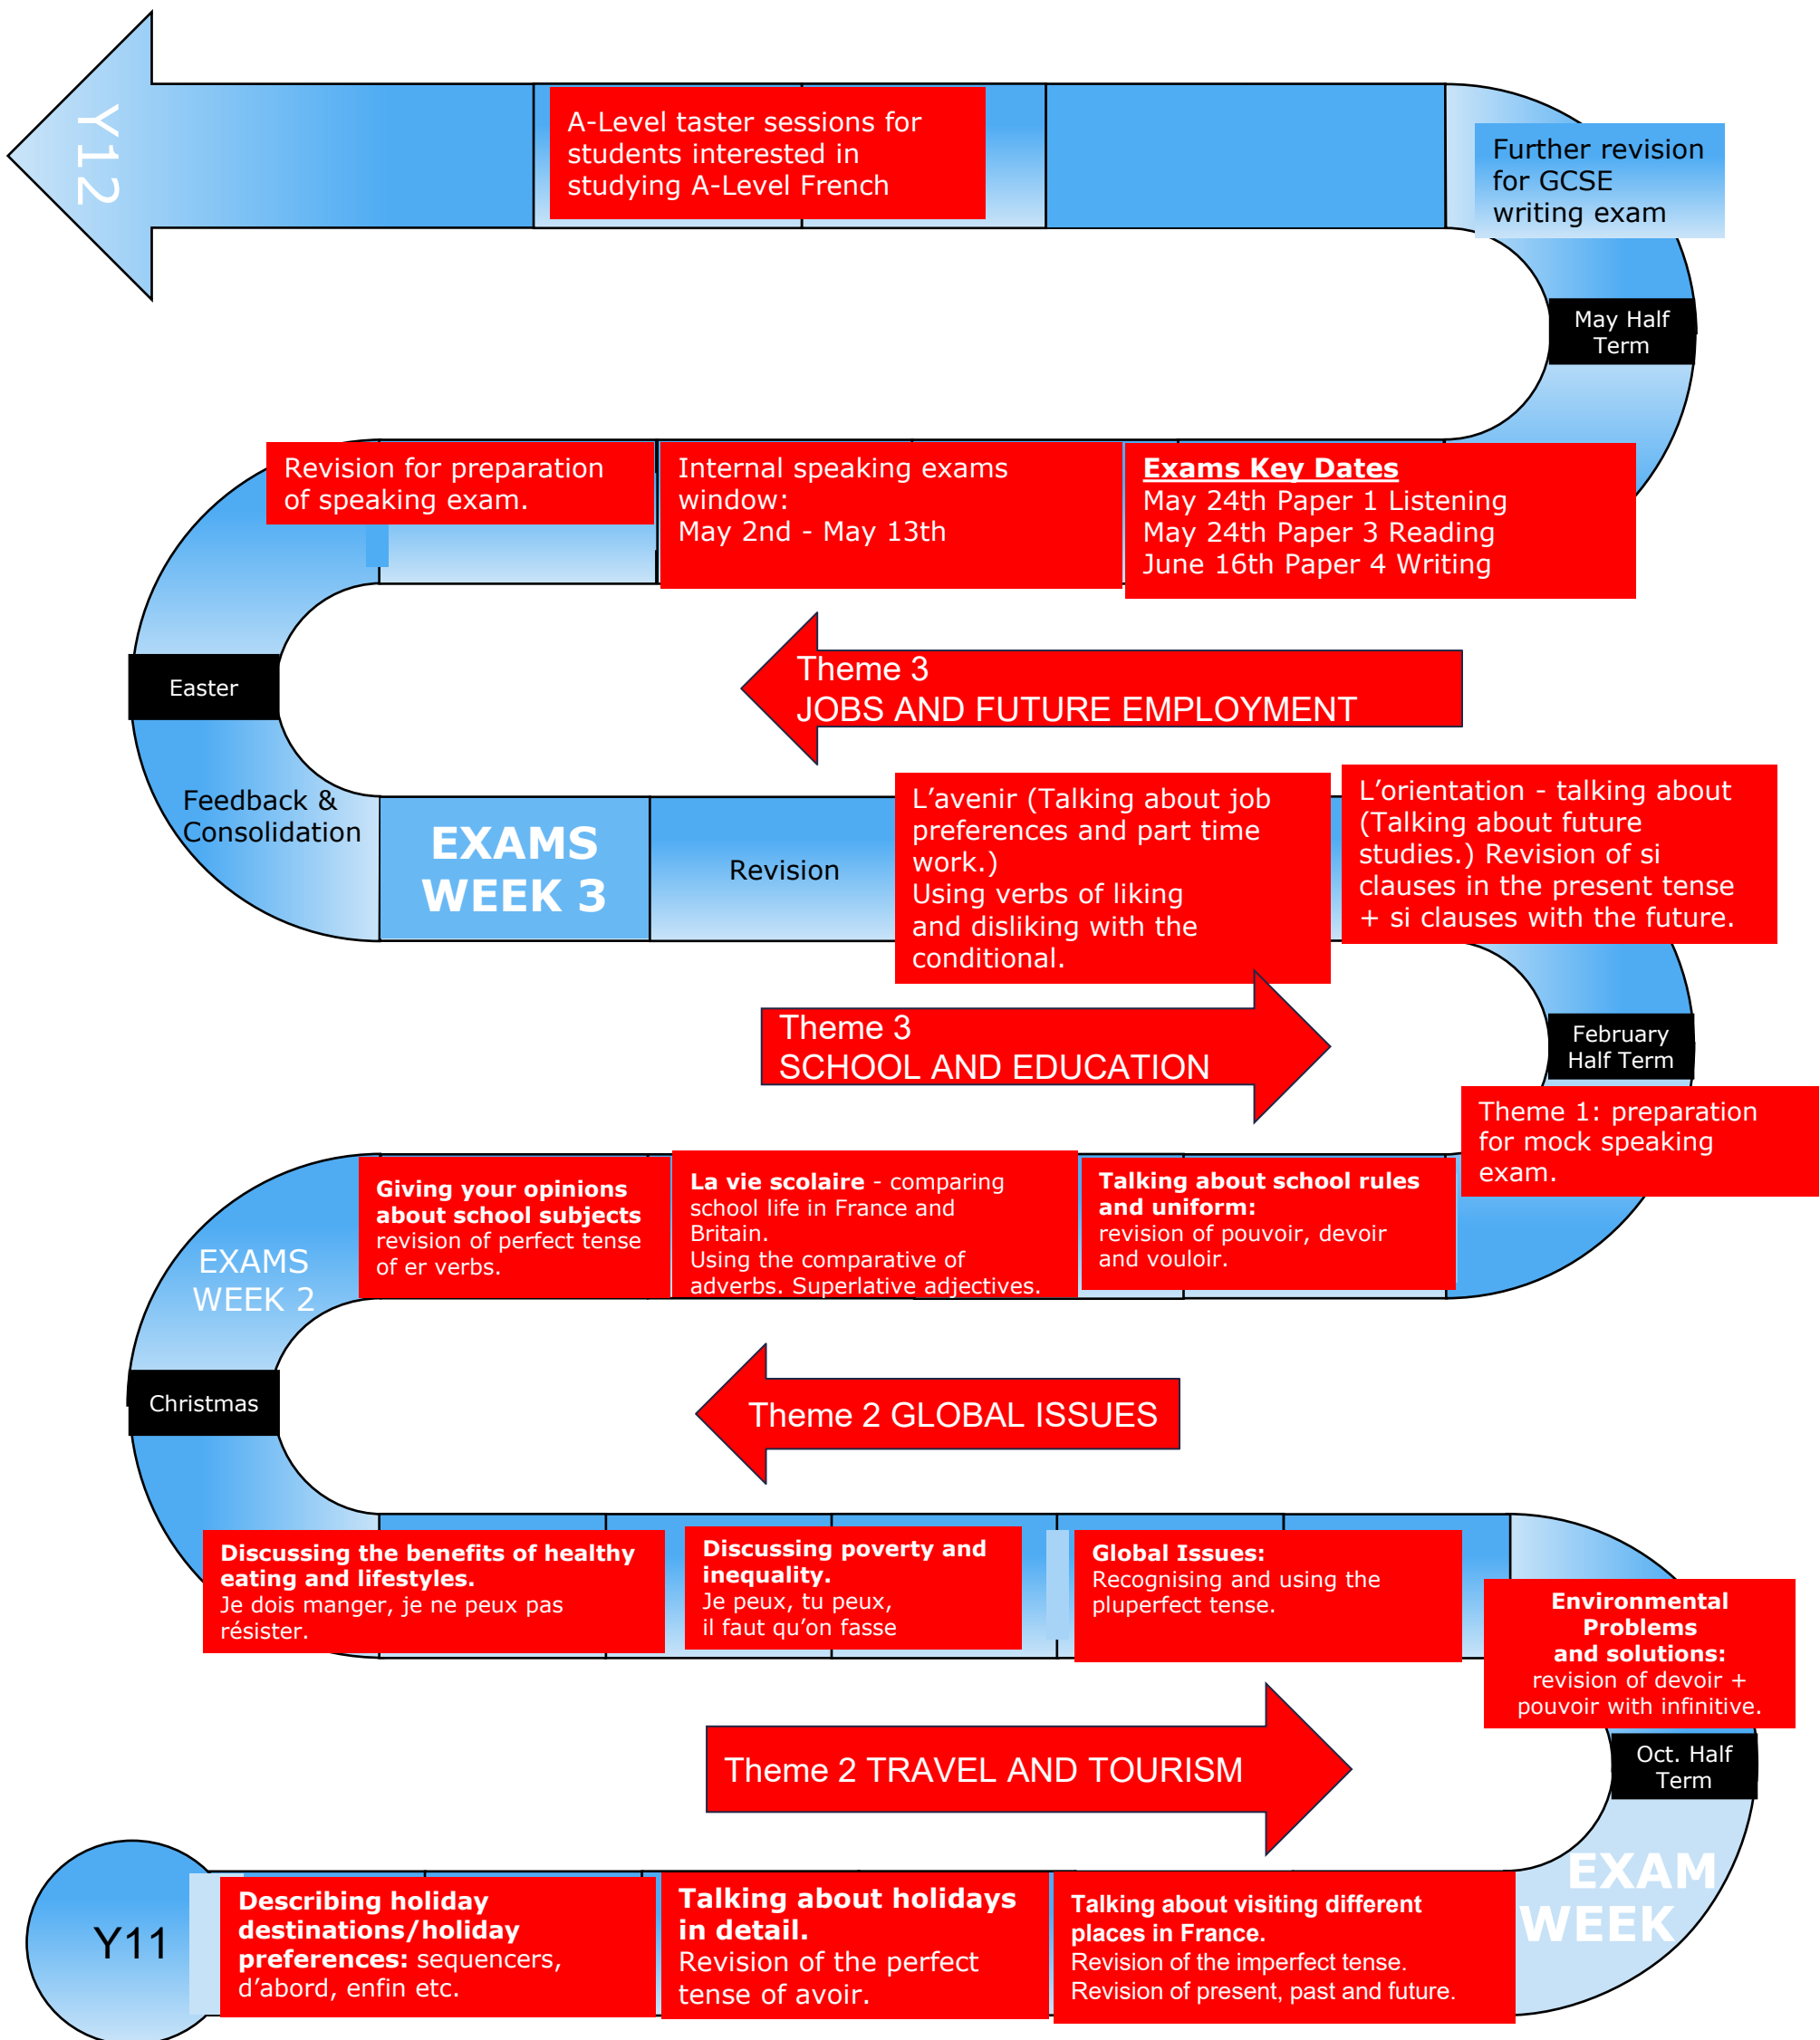 Y12
A-Level taster sessions for
students interested in
studying A-Level French
Further revision
for GCSE
writing exam
May Half
Term
Revision for preparation
of speaking exam.
Internal speaking exams
window:
May 2nd - May 13th
Exams Key Dates
May 24th Paper 1 Listening
May 24th Paper 3 Reading
June 16th Paper 4 Writing
Theme 3
JOBS AND FUTURE EMPLOYMENT
Easter
Feedback &
Consolidation
EXAMS
WEEK 3
Revision
L’avenir (Talking about job
preferences and part time
work.)
Using verbs of liking
and disliking with the
conditional.
L’orientation - talking about
(Talking about future
studies.) Revision of si
clauses in the present tense
+ si clauses with the future.
Theme 3
SCHOOL AND EDUCATION
February
Half Term
Theme 1: preparation
for mock speaking
exam.
Giving your opinions
about school subjects
revision of perfect tense
of er verbs.
La vie scolaire - comparing
school life in France and
Britain.
Using the comparative of
adverbs. Superlative adjectives.
Talking about school rules
and uniform:
revision of pouvoir, devoir
and vouloir.
EXAMS
WEEK 2
Christmas
Theme 2 GLOBAL ISSUES
Discussing the benefits of healthy
eating and lifestyles.
Je dois manger, je ne peux pas
résister.
Discussing poverty and
inequality.
Je peux, tu peux,
il faut qu’on fasse
Global Issues:
Recognising and using the
pluperfect tense.
Environmental
Problems
and solutions:
revision of devoir +
pouvoir with infinitive.
Theme 2 TRAVEL AND TOURISM
Oct. Half
Term
EXAM
WEEK
Y11
Describing holiday
destinations/holiday
preferences: sequencers,
d’abord, enfin etc.
Talking about holidays
in detail.
Revision of the perfect
tense of avoir.
Talking about visiting different
places in France.
Revision of the imperfect tense.
Revision of present, past and future.